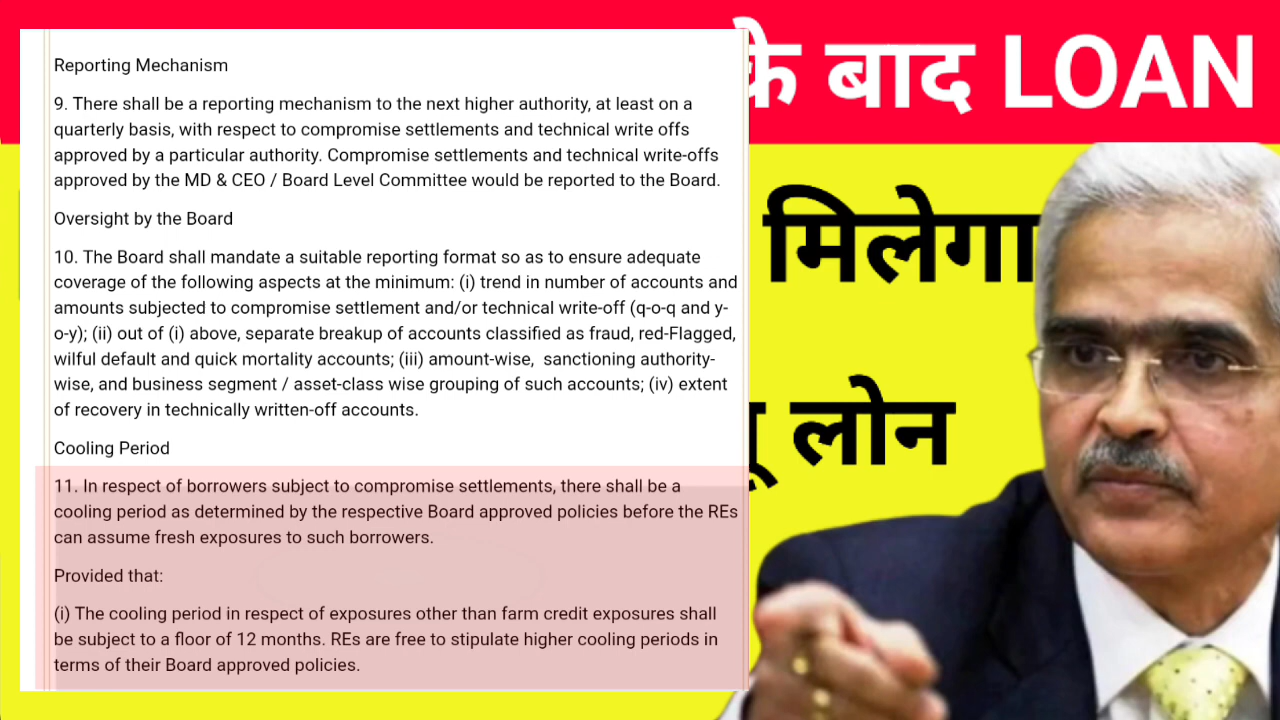 Reporting Mechanism
9. There shall be a reporting mechanism to the next higher authority, at least on a
quarterly basis, with respect to compromise settlements and technical write offs
approved by a particular authority. Compromise settlements and technical write-offs
approved by the MD & CEO / Board Level Committee would be reported to the Board.
Oversight by the Board
10. The Board shall mandate a suitable reporting format so as to ensure adequate
coverage of the following aspects at the minimum: (i) trend in number of accounts and
amounts subjected to compromise settlement and/or technical write-off (q-o-q and y-
o-y); (ii) out of (i) above, separate breakup of accounts classified as fraud, red-Flagged,
wilful default and quick mortality accounts; (iii) amount-wise, sanctioning authority-
wise, and business segment / asset-class wise grouping of such accounts; (iv) extent
of recovery in technically written-off accounts.
Cooling Period
11. In respect of borrowers subject to compromise settlements, there shall be a
cooling period as determined by the respective Board approved policies before the REs
can assume fresh exposures to such borrowers.
Provided that:
(i) The cooling period in respect of exposures other than farm credit exposures shall
be subject to a floor of 12 months. REs are free to stipulate higher cooling periods in
terms of their Board approved policies.
के बाद LOAN
मिलेगा
लोन